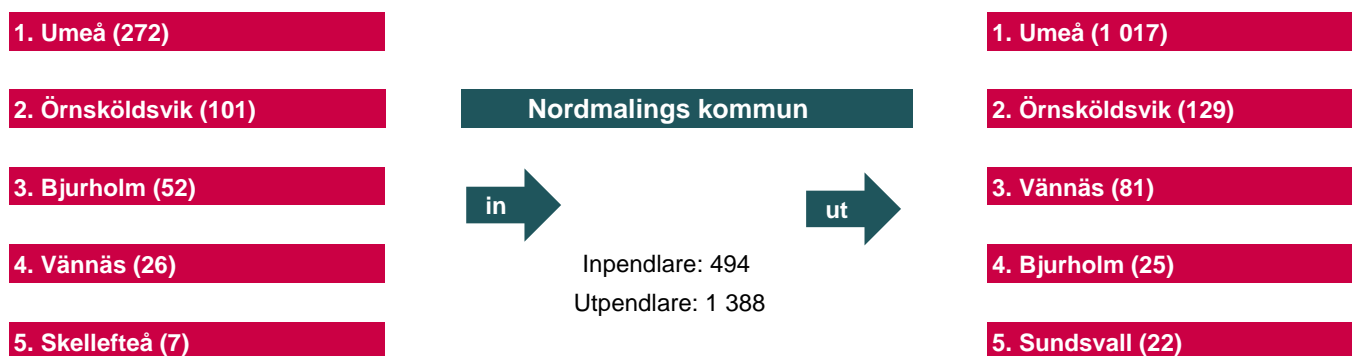 1. Umeå (272)
2. Örnsköldsvik (101)
3. Bjurholm (52)
4. Vännäs (26)
5. Skellefteå (7)
Nordmalings kommun
in
ut
Inpendlare: 494
Utpendlare: 1 388
1. Umeå (1 017)
2. Örnsköldsvik (129)
3. Vännäs (81)
4. Bjurholm (25)
5. Sundsvall (22)